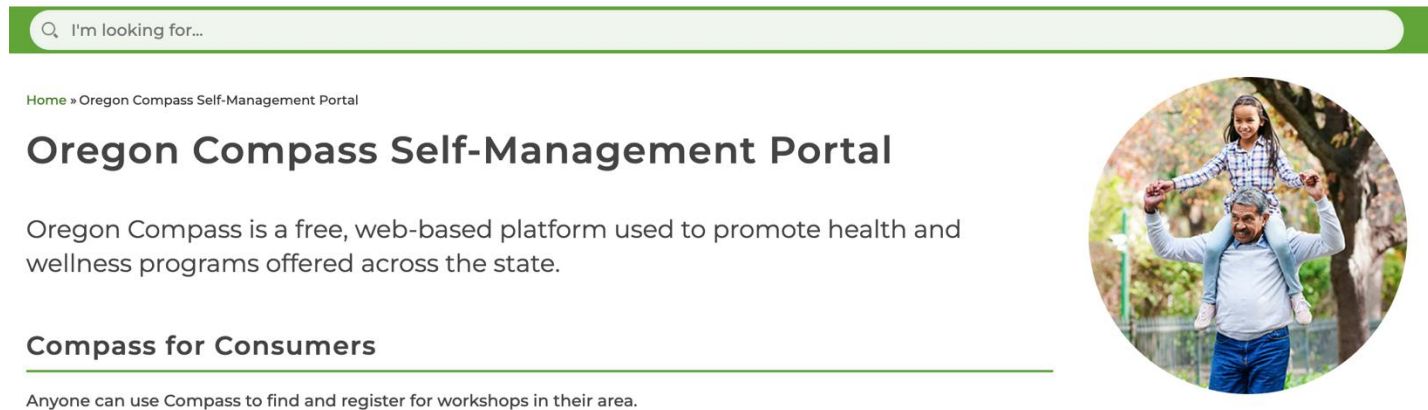 I'm looking for...
Home » Oregon Compass Self-Management Portal
Oregon Compass Self-Management Portal
Oregon Compass is a free, web-based platform used to promote health and
wellness programs offered across the state.
Compass for Consumers
Anyone can use Compass to find and register for workshops in their area.